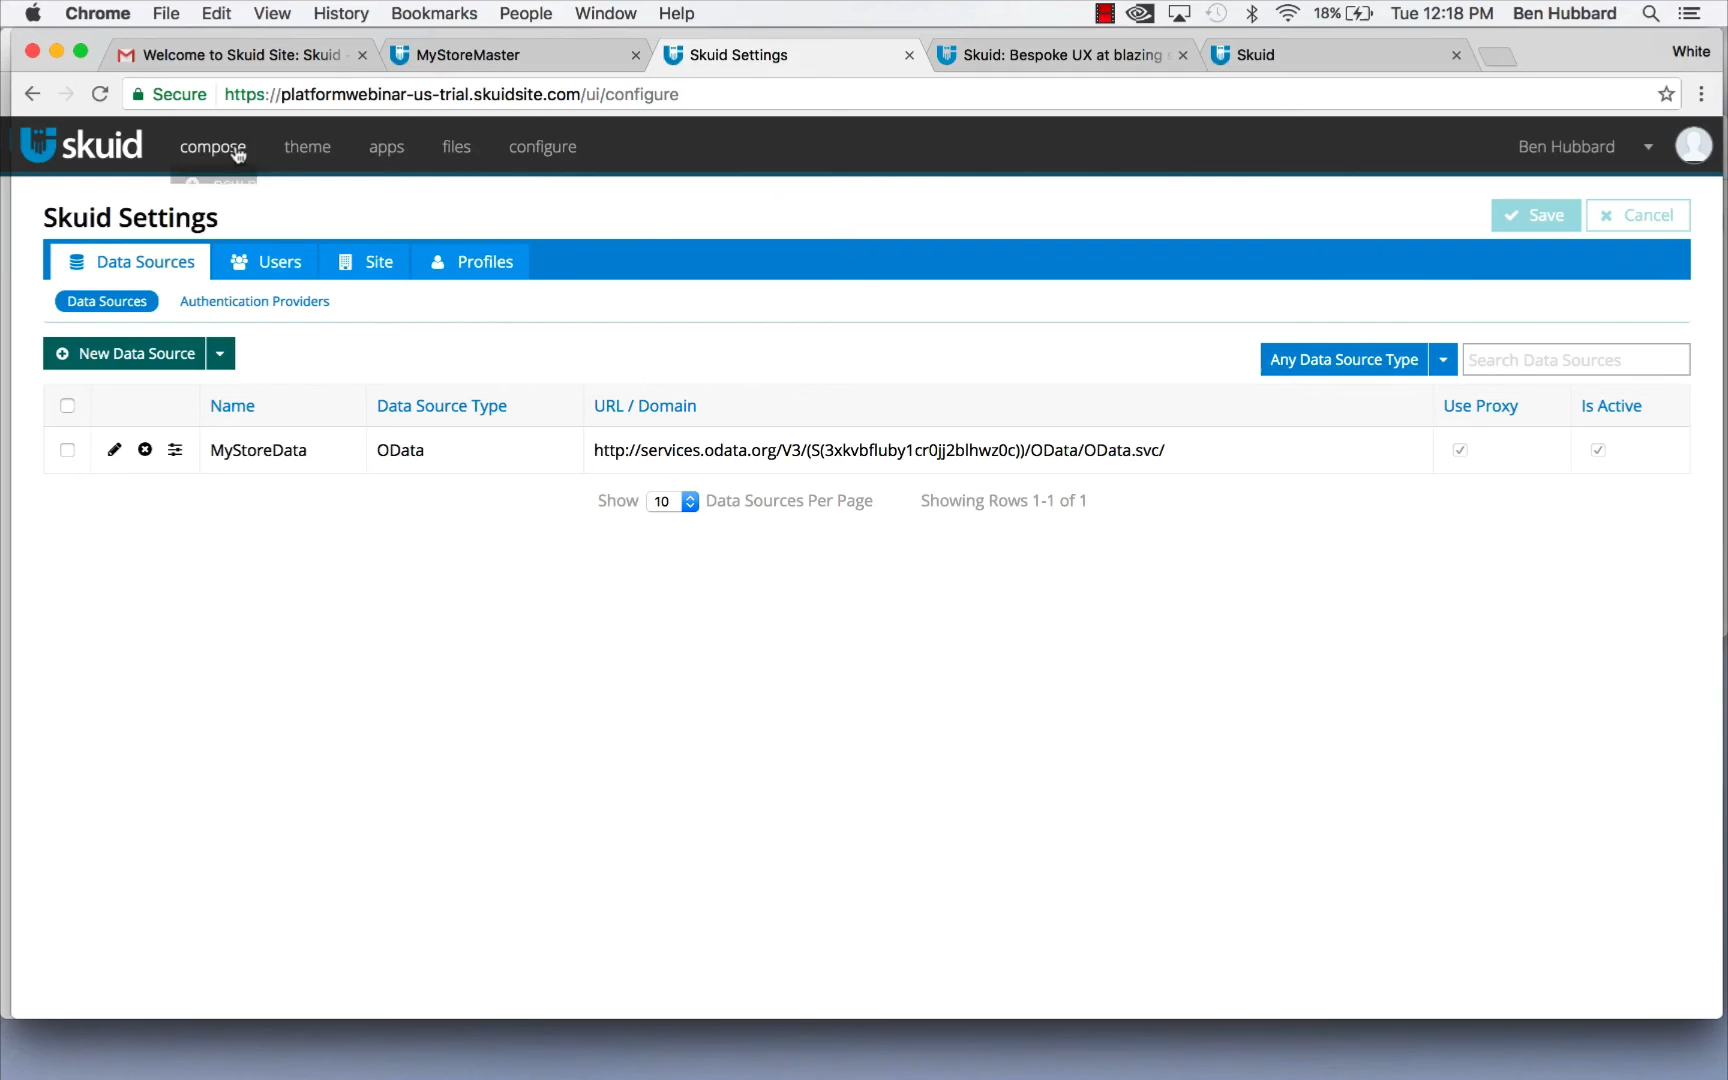 Chrome File Edit View History Bookmarks People Window Help 18% Tue 12:18 PM Ben Hubbard
Welcome to Skuid Site: Skuid MyStoreMaster Skuid Settings Skuid: Bespoke UX at blazing Skuid White
Secure https://platformwebinar-us-trial.skuidsite.com/ui/configure
skuid compose theme apps files configure Ben Hubbard
Skuid Settings Save Cancel
Data Sources Users Site Profiles
Data Sources Authentication Providers
New Data Source Any Data Source Type Search Data Sources
Name Data Source Type URL / Domain Use Proxy Is Active
MyStoreData OData http://services.odata.org/V3/(S(3xkvbfluby1cr0jj2blhwz0c))/OData/OData.svc/
Show 10 Data Sources Per Page Showing Rows 1-1 of 1